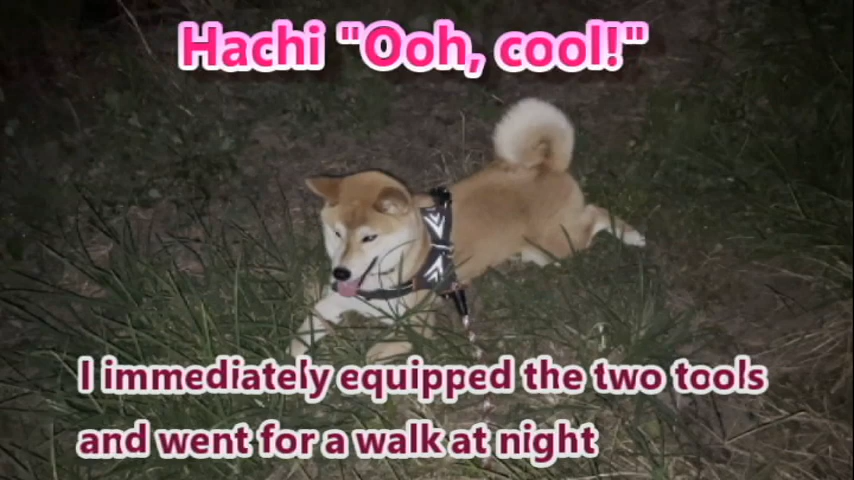 Hachi "Ooh, cool!"
I immediately equipped the two tools
and went for a walk at night